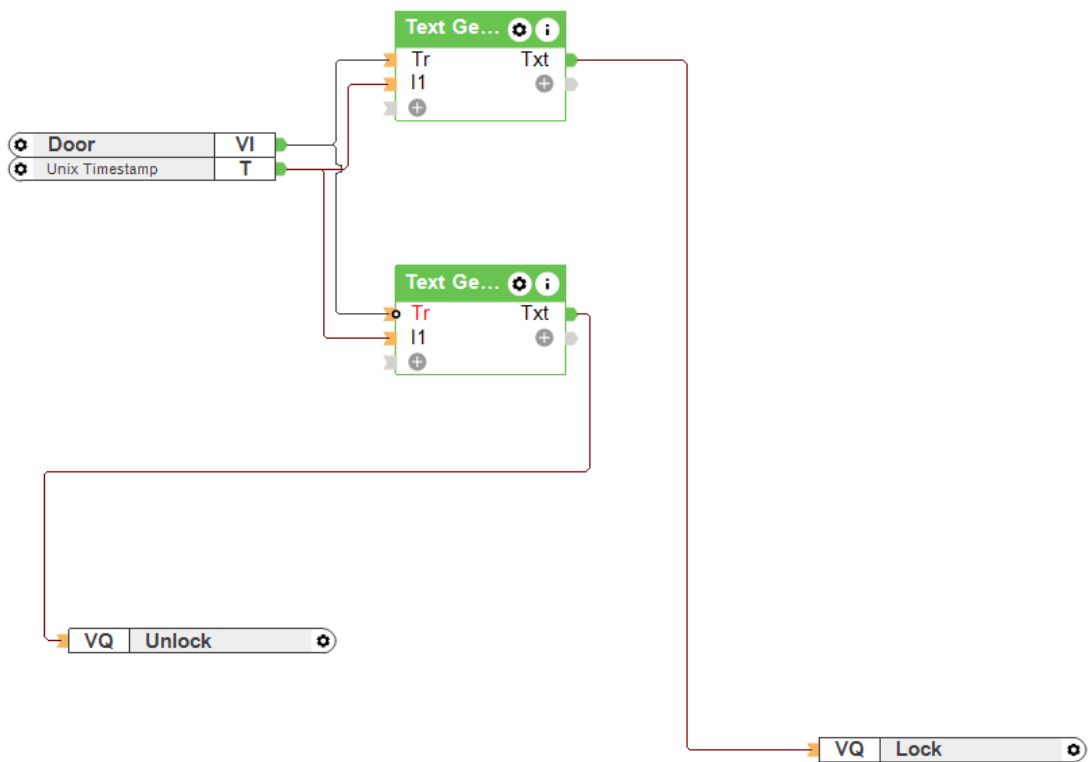 Text Ge...
Tr Txt
I1
Door VI
Unix Timestamp T
Text Ge...
Tr Txt
I1
VQ Unlock
VQ Lock